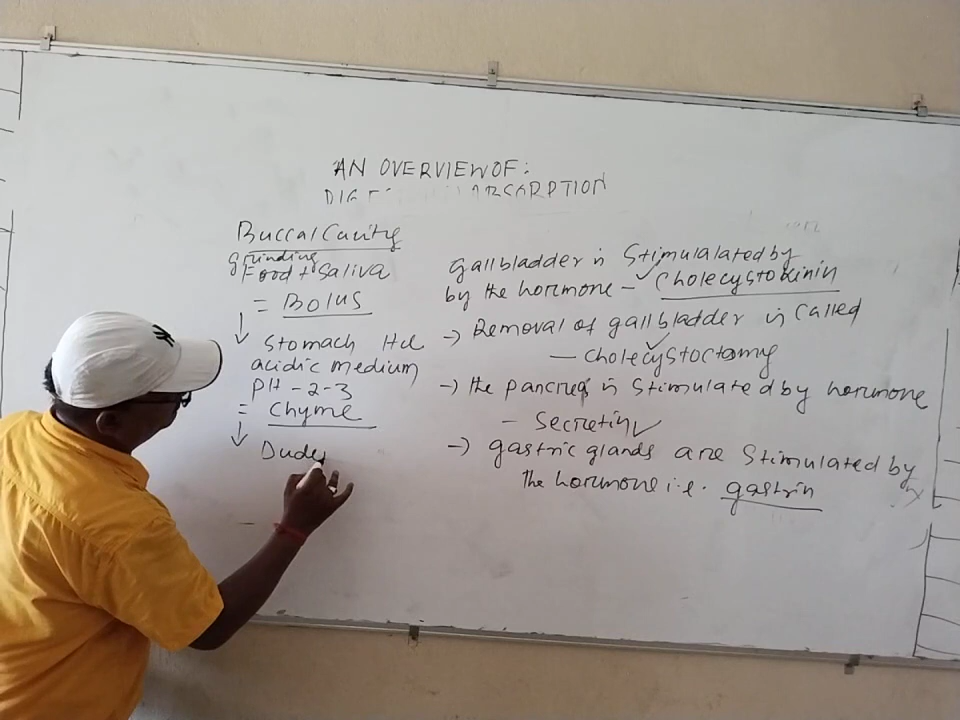 AN OVERVIEW OF:
ABSORPTION
Buccal Cavity
grinding
Food + Saliva
= Bolus
↓ Stomach Hcl
acidic medium
PH - 2-3
= Chyme
↓ Dude
Gallbladder is Stimulalated by
by the hormone - Cholecystokinin
→ Removal of gallbladder is Called
- Cholecystoctamy
→ the pancreas is Stimulated by hormone
- Secretin ✓
→ gastric glands are Stimulated by
the hormone i.e. gastrin